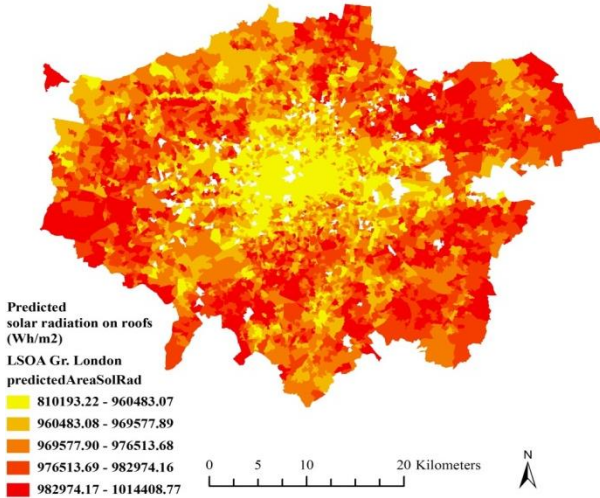 Predicted
solar radiation on roofs
(Wh/m2)
LSOA Gr. London
predictedAreaSolRad
810193.22 - 960483.07
960483.08 - 969577.89
969577.90 - 976513.68
976513.69 - 982974.16
982974.17 - 1014408.77
0 5 10 20 Kilometers
N